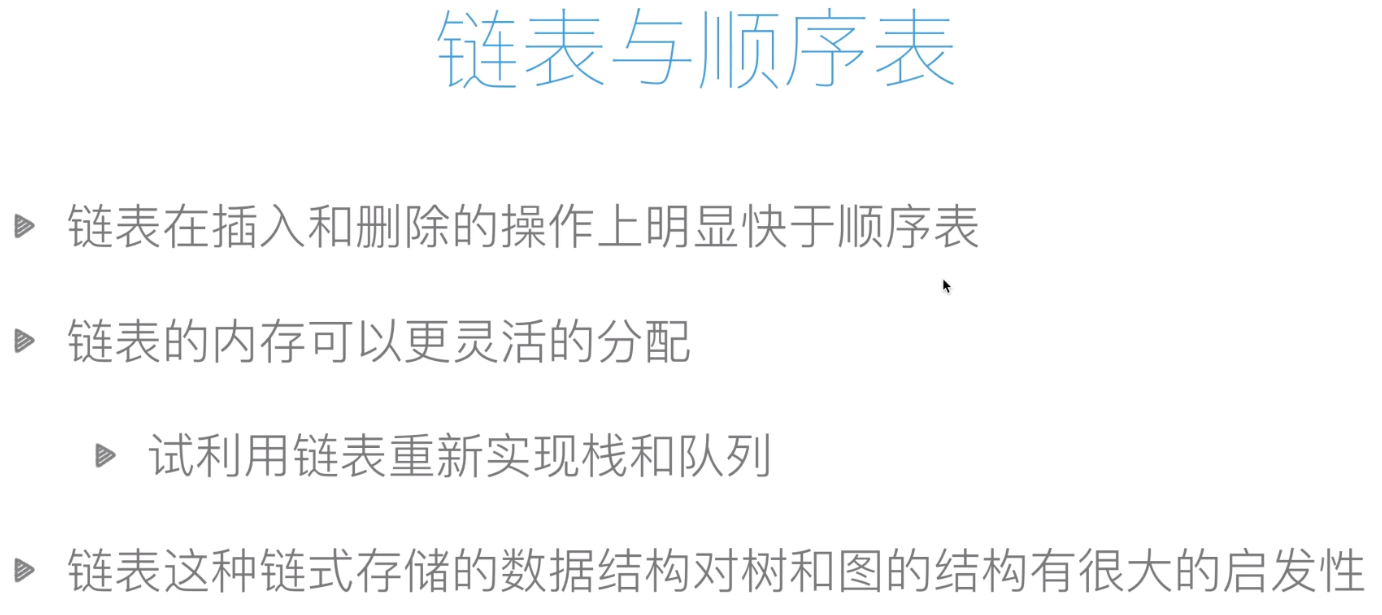 链表与顺序表
链表在插入和删除的操作上明显快于顺序表
链表的内存可以更灵活的分配
试利用链表重新实现栈和队列
链表这种链式存储的数据结构对树和图的结构有很大的启发性